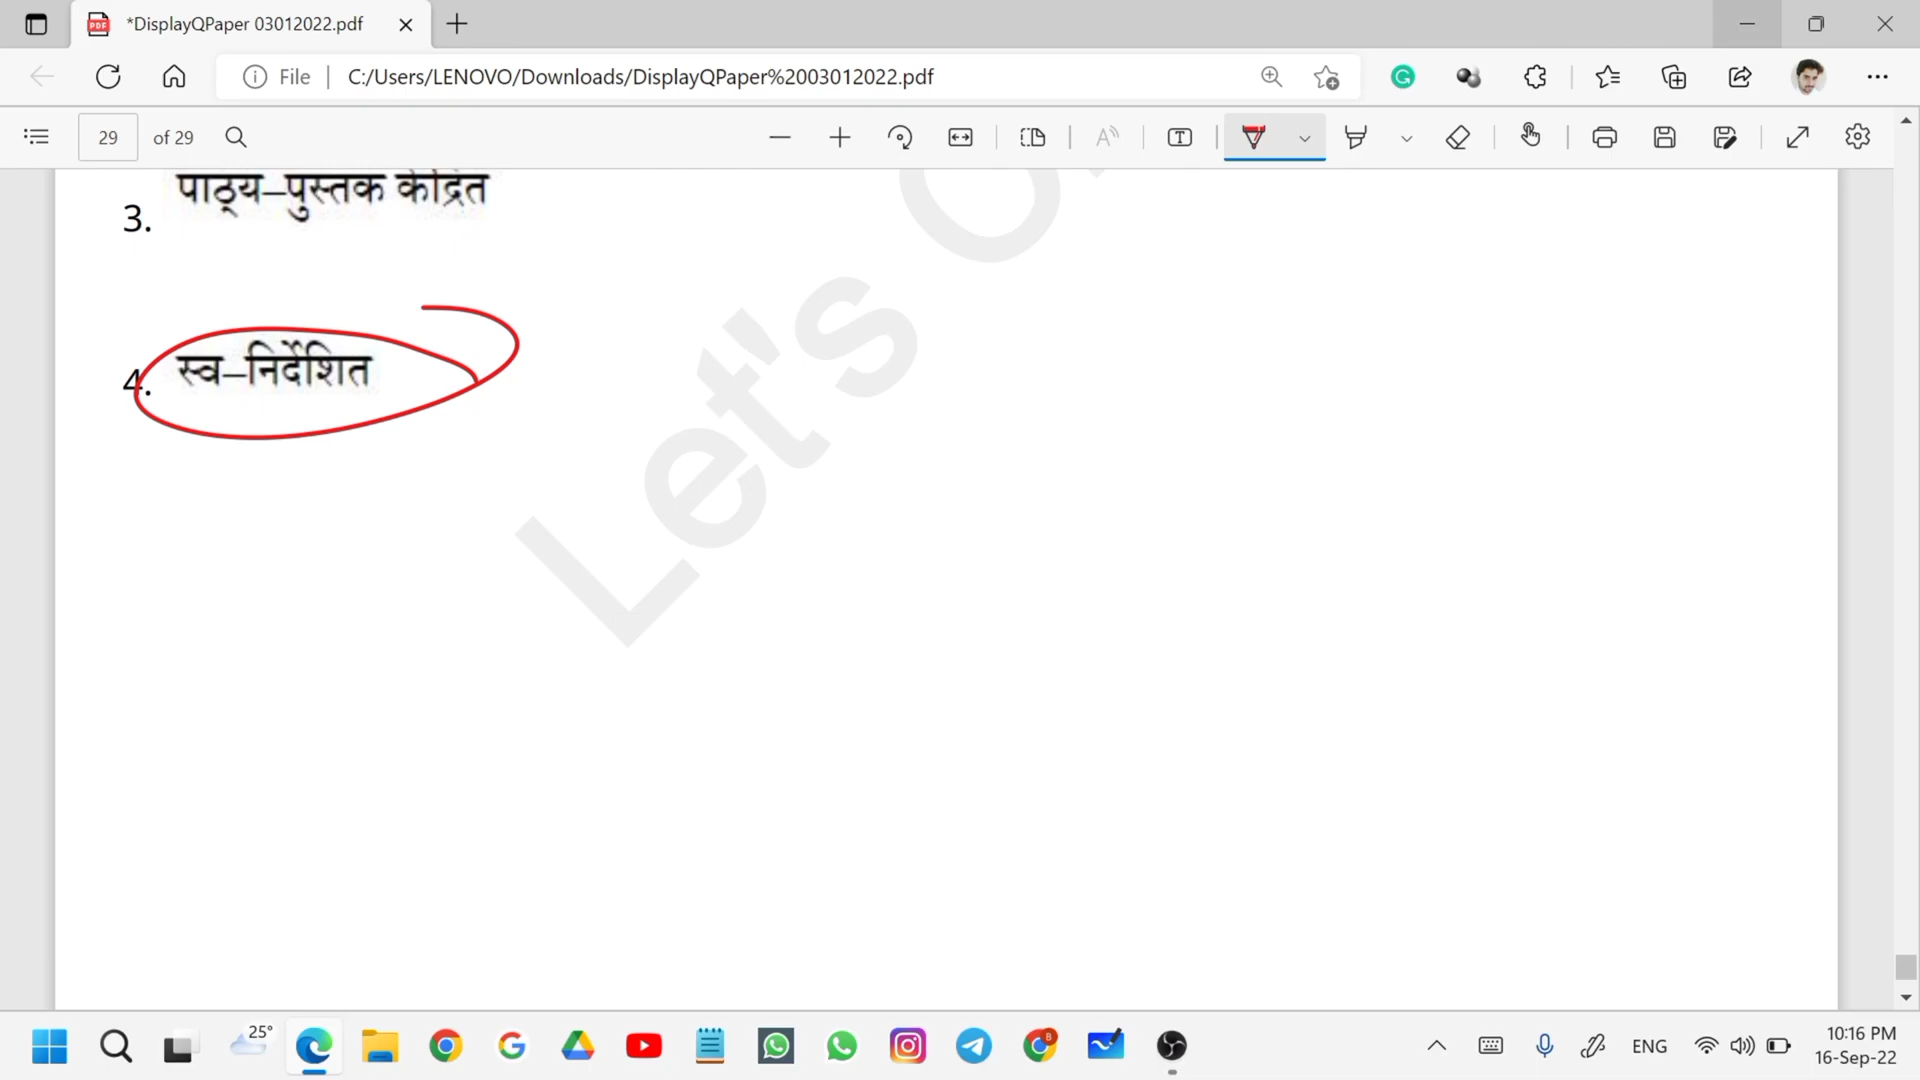 *DisplayQPaper 03012022.pdf
File
C:/Users/LENOVO/Downloads/DisplayQPaper%2003012022.pdf
29 of 29
3. पाठ्य–पुस्तक केंद्रित
4. स्व–निर्देशित
Let's
25°
ENG
10:16 PM
16-Sep-22